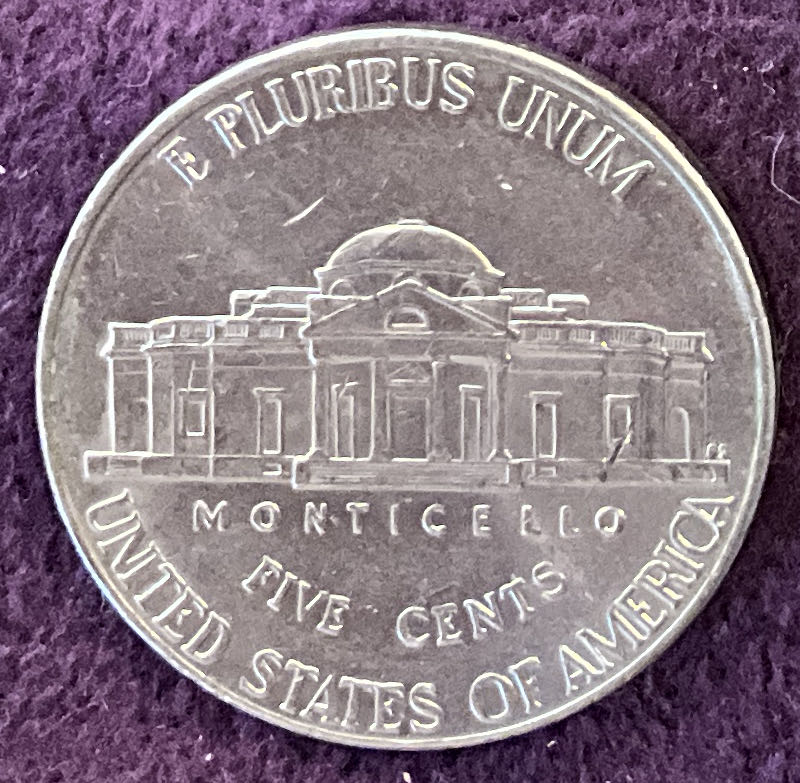 E PLURIBUS UNUM
MONTICELLO
FIVE CENTS
UNITED STATES OF AMERICA